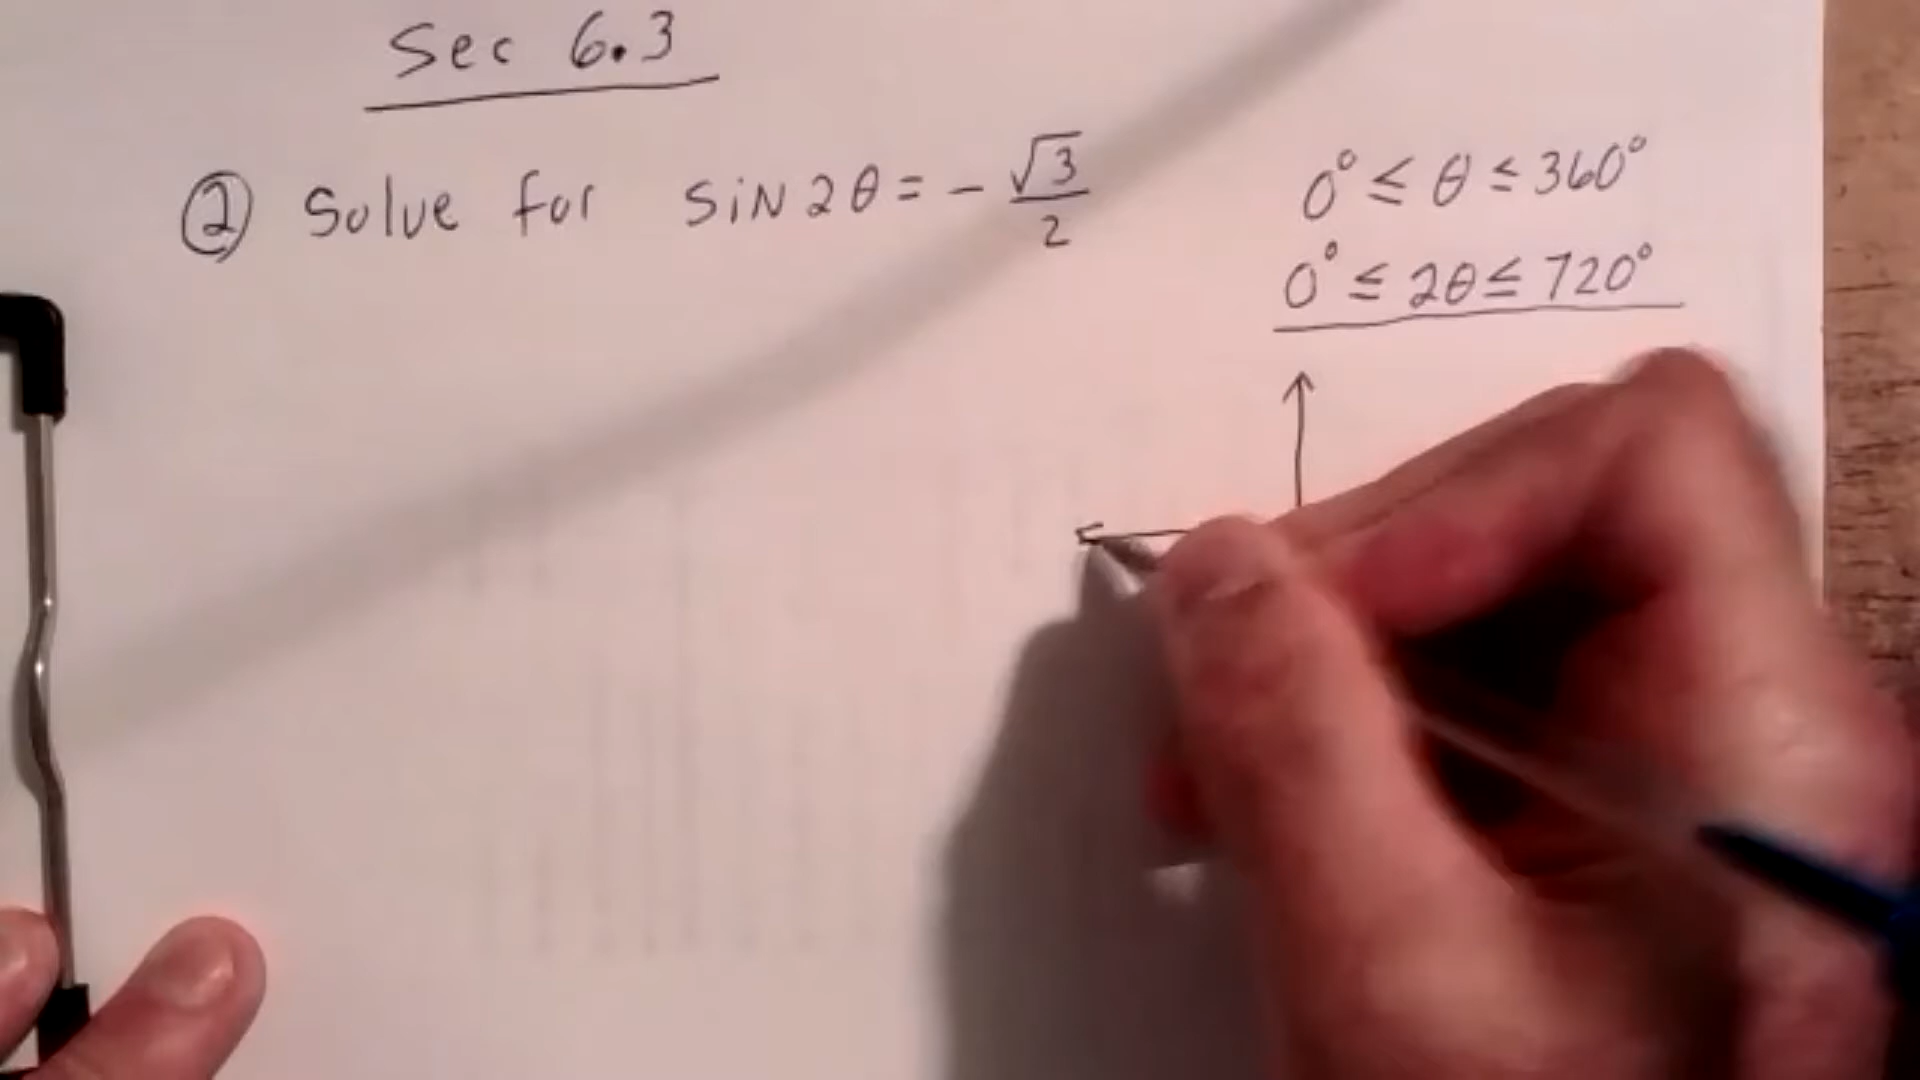 Sec 6.3
② Solve for sin 2θ = -√3/2
0° ≤ θ ≤ 360°
0° ≤ 2θ ≤ 720°